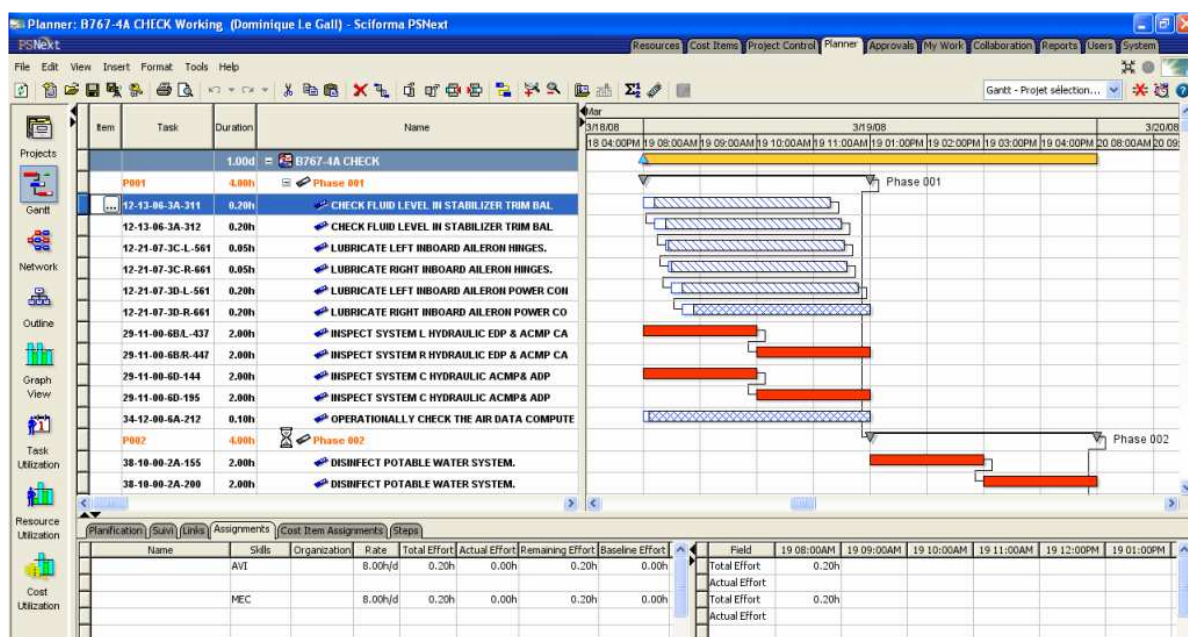 Planner: B767-4A CHECK Working (Dominique Le Gall) - Sciforma PSNext
PSNext
Resources Cost Items Project Control Planner Approvals My Work Collaboration Reports Users System
File Edit View Insert Format Tools Help
Gantt - Projet sélection...
Projects
Gantt
Network
Outline
Graph View
Task Utilization
Resource Utilization
Cost Utilization
Item Task Duration Name
1.00d B767-4A CHECK
P001 4.00h Phase 001
12-13-06-3A-311 0.20h CHECK FLUID LEVEL IN STABILIZER TRIM BAL
12-13-06-3A-312 0.20h CHECK FLUID LEVEL IN STABILIZER TRIM BAL
12-21-07-3C-L-561 0.05h LUBRICATE LEFT INBOARD AILERON HINGES.
12-21-07-3C-R-661 0.05h LUBRICATE RIGHT INBOARD AILERON HINGES.
12-21-07-3D-L-561 0.20h LUBRICATE LEFT INBOARD AILERON POWER CON
12-21-07-3D-R-661 0.20h LUBRICATE RIGHT INBOARD AILERON POWER CO
29-11-00-6B/L-437 2.00h INSPECT SYSTEM L HYDRAULIC EDP & ACMP CA
29-11-00-6B/R-447 2.00h INSPECT SYSTEM R HYDRAULIC EDP & ACMP CA
29-11-00-6D-144 2.00h INSPECT SYSTEM C HYDRAULIC ACMP& ADP
29-11-00-6D-195 2.00h INSPECT SYSTEM C HYDRAULIC ACMP& ADP
34-12-00-6A-212 0.10h OPERATIONALLY CHECK THE AIR DATA COMPUTE
P002 4.00h Phase 002
38-10-00-2A-155 2.00h DISINFECT POTABLE WATER SYSTEM.
38-10-00-2A-200 2.00h DISINFECT POTABLE WATER SYSTEM.
Mar
3/18/08 3/19/08 3/20/08
18 04:00PM 19 08:00AM 19 09:00AM 19 10:00AM 19 11:00AM 19 01:00PM 19 02:00PM 19 03:00PM 19 04:00PM 20 08:00AM 20 09:
Phase 001
Phase 002
Planification Suivi Links Assignments Cost Item Assignments Steps
Name Skills Organization Rate Total Effort Actual Effort Remaining Effort Baseline Effort
AVI 8.00h/d 0.20h 0.00h 0.20h 0.00h
MEC 8.00h/d 0.20h 0.00h 0.20h 0.00h
Field 19 08:00AM 19 09:00AM 19 10:00AM 19 11:00AM 19 12:00PM 19 01:00PM
Total Effort 0.20h
Actual Effort
Total Effort 0.20h
Actual Effort